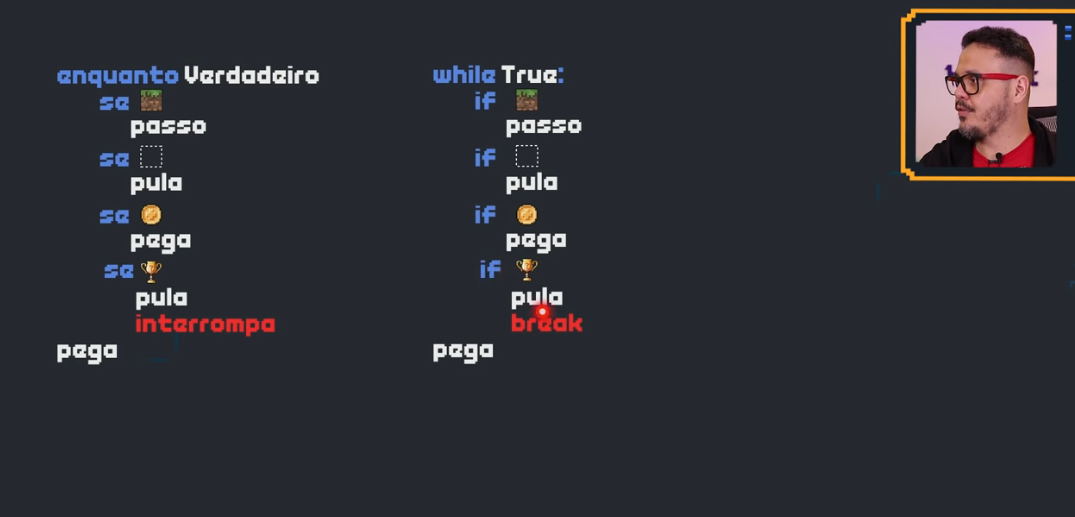 enquanto Verdadeiro
se
passo
se
pula
se
pega
se
pula
interrompa
pega
while True:
if
passo
if
pula
if
pega
if
pula
break
pega